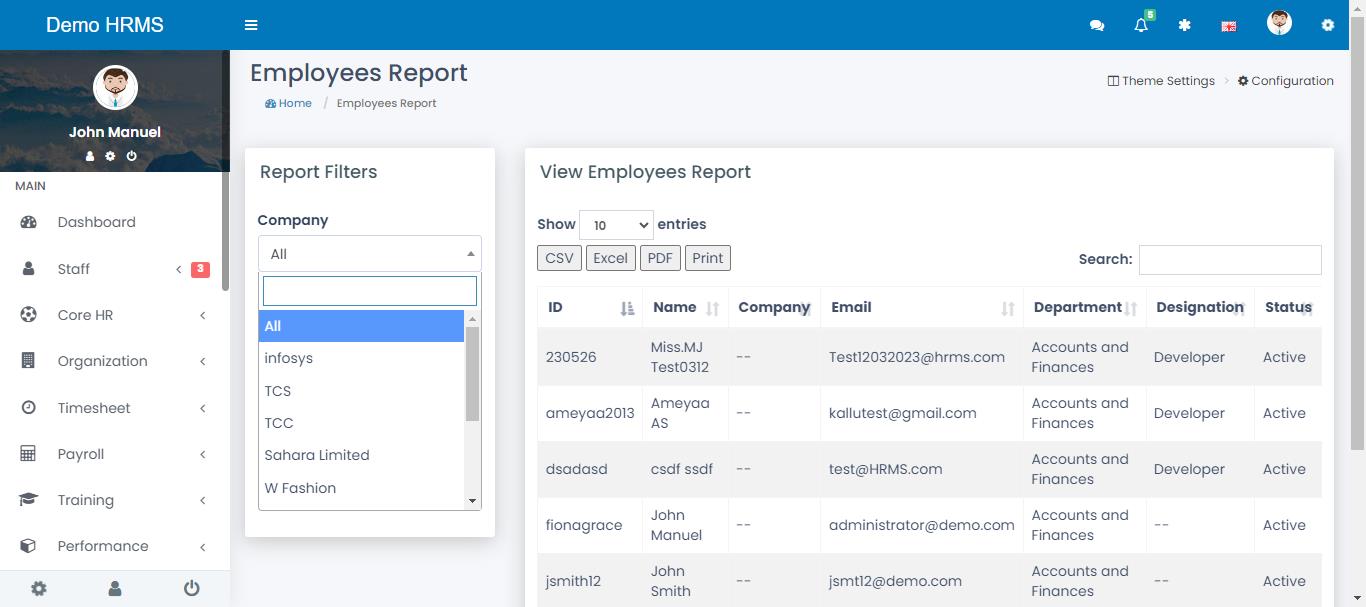 Demo HRMS
5
John Manuel
MAIN
Dashboard
Staff
3
Core HR
Organization
Timesheet
Payroll
Training
Performance
Employees Report
Home / Employees Report
Theme Settings > Configuration
Report Filters
Company
All
All
infosys
TCS
TCC
Sahara Limited
W Fashion
View Employees Report
Show 10 entries
CSV Excel PDF Print
Search:
ID Name Company Email Department Designation Status
230526 Miss.MJ Test0312 -- Test12032023@hrms.com Accounts and Finances Developer Active
ameyaa2013 Ameyaa AS -- kallutest@gmail.com Accounts and Finances Developer Active
dsadasd csdf ssdf -- test@HRMS.com Accounts and Finances Developer Active
fionagrace John Manuel -- administrator@demo.com Accounts and Finances -- Active
jsmith12 John Smith -- jsmt12@demo.com Accounts and Finances -- Active